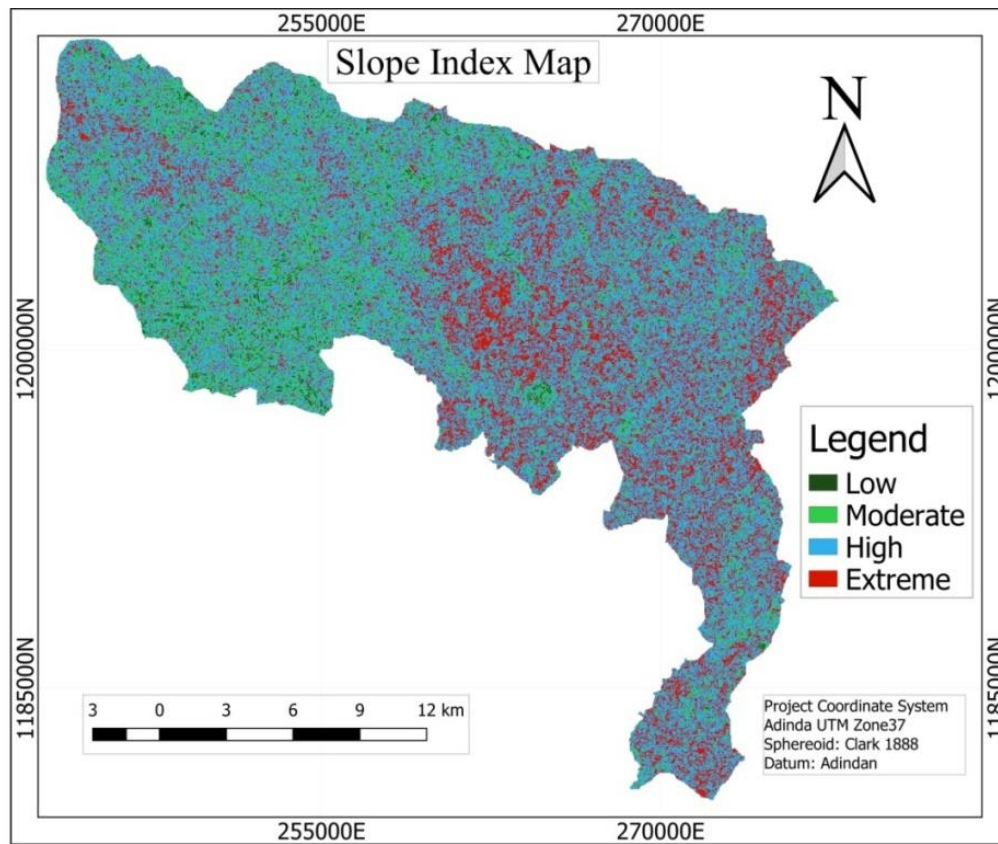 255000E 270000E
Slope Index Map
N
1200000N 1200000N
Legend
Low
Moderate
High
Extreme
1185000N 1185000N
3 0 3 6 9 12 km
Project Coordinate System
Adinda UTM Zone37
Sphereoid: Clark 1888
Datum: Adindan
255000E 270000E